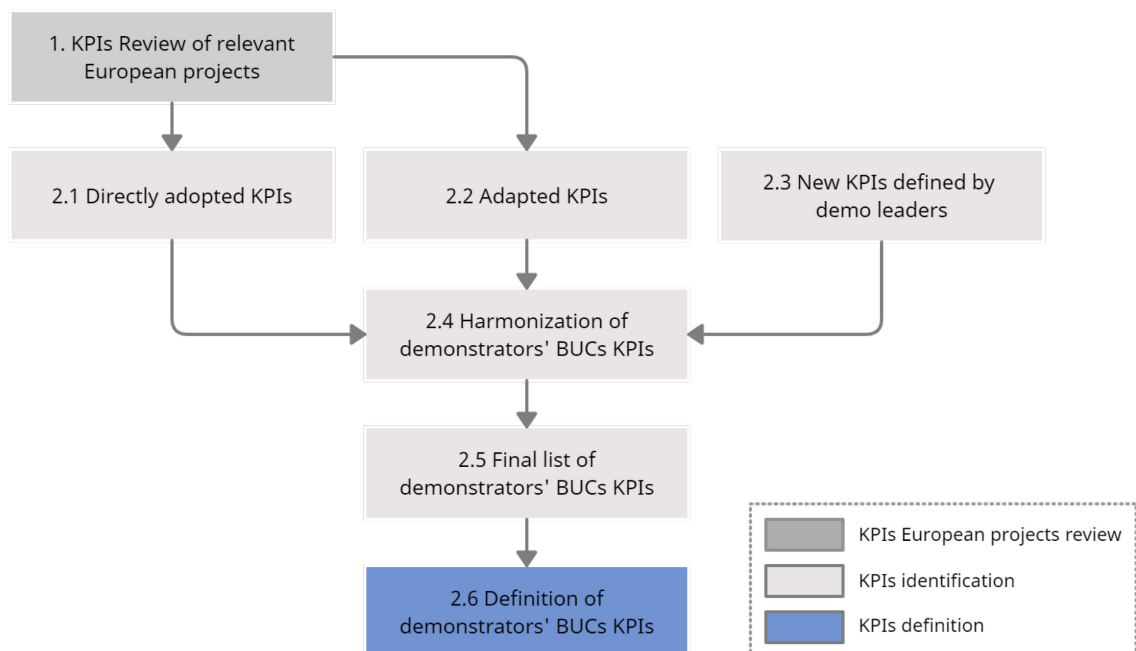 1. KPIs Review of relevant
European projects
2.1 Directly adopted KPIs
2.2 Adapted KPIs
2.3 New KPIs defined by
demo leaders
2.4 Harmonization of
demonstrators' BUCs KPIs
2.5 Final list of
demonstrators' BUCs KPIs
2.6 Definition of
demonstrators' BUCs KPIs
KPIs European projects review
KPIs identification
KPIs definition